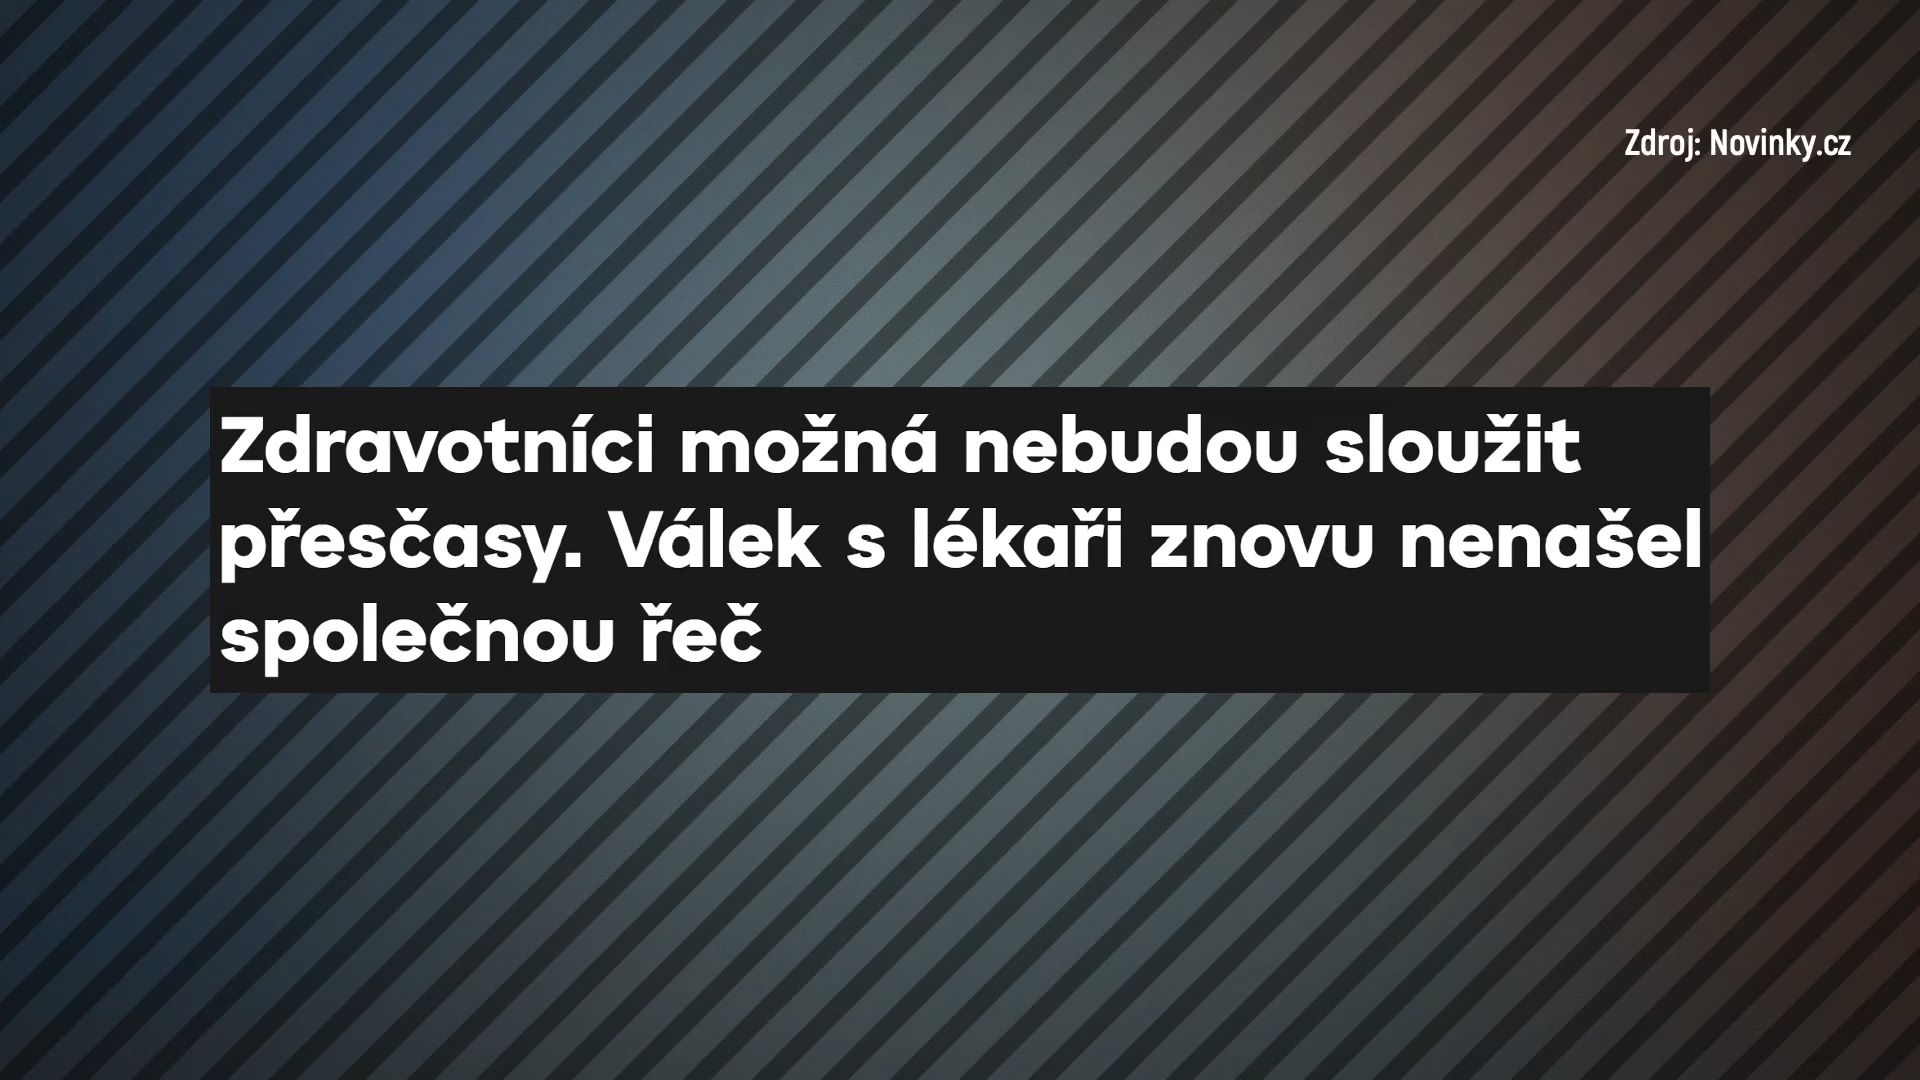 Zdroj: Novinky.cz
Zdravotníci možná nebudou sloužit
přesčasy. Válek s lékaři znovu nenašel
společnou řeč